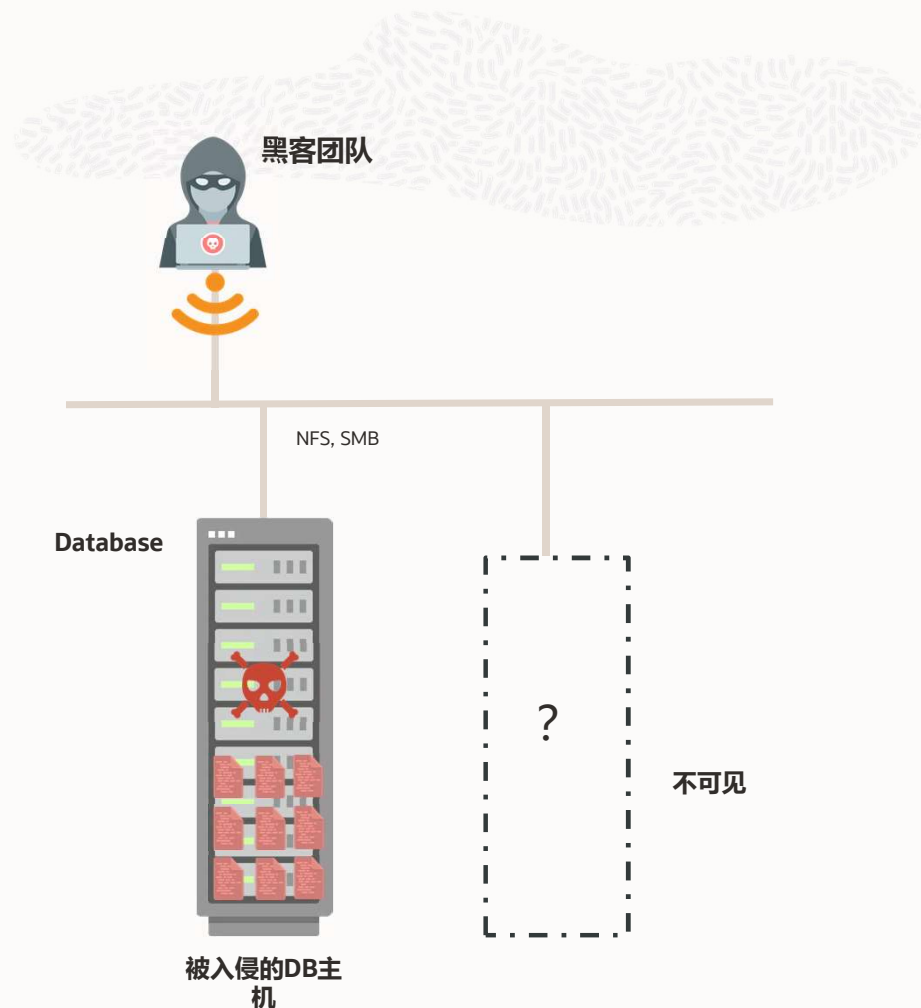 黑客团队
NFS, SMB
Database
?
不可见
被入侵的DB主
机